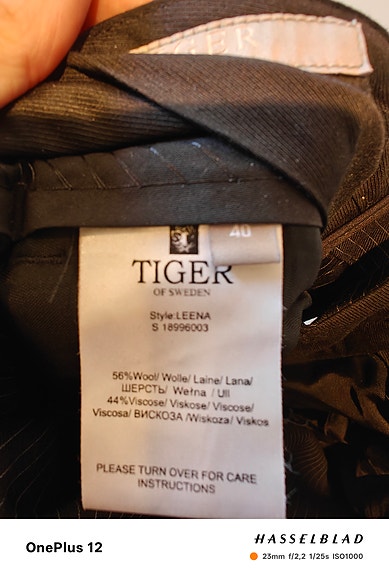 TIGER
40
TIGER
OF SWEDEN
Style:LEENA
S 18996003
56%Wool/ Wolle/ Laine/ Lana/
ШЕРСТЬ/ Wełna / Ull
44%Viscose/ Viskose/ Viscose/
Viscosa/ ВИСКОЗА /Wiskoza/ Viskos
PLEASE TURN OVER FOR CARE
INSTRUCTIONS
OnePlus 12
HASSELBLAD
23mm f/2,2 1/25s ISO1000